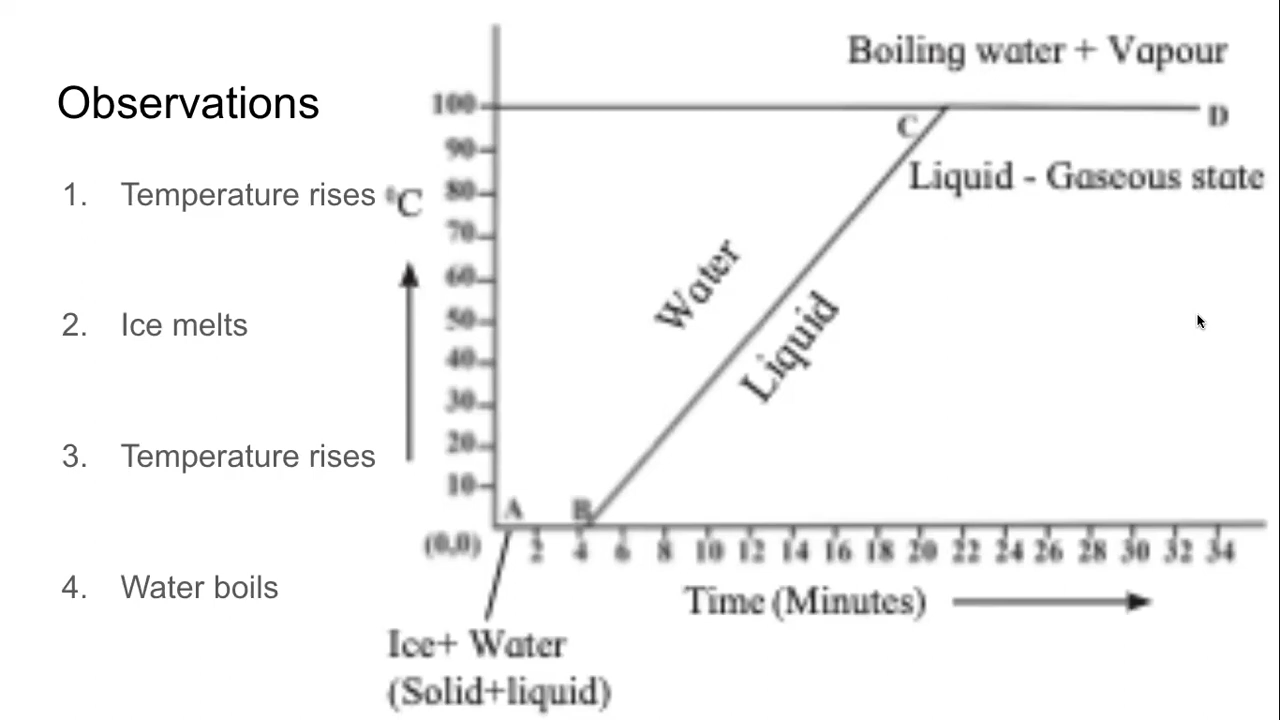 Observations
1. Temperature rises
2. Ice melts
3. Temperature rises
4. Water boils
Boiling water + Vapour
100
C
D
90
Liquid - Gaseous state
⁰C
80
70
Water
60
Liquid
50
40
30
20
10
A
B
(0,0)
2 4 6 8 10 12 14 16 18 20 22 24 26 28 30 32 34
Time (Minutes)
Ice+ Water
(Solid+liquid)